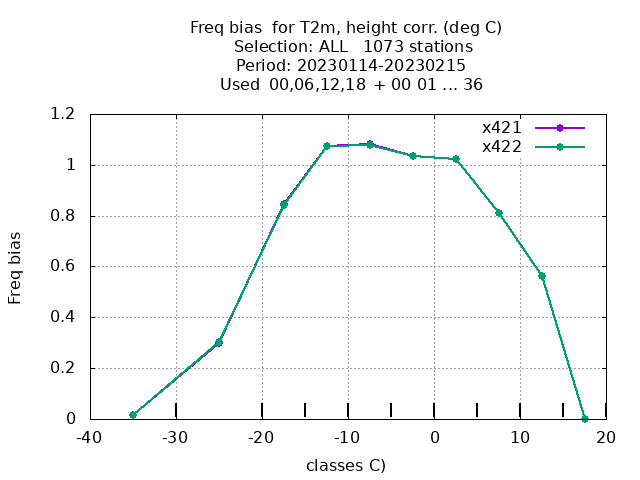 Freq bias  for T2m, height corr. (deg C)
Selection: ALL   1073 stations
Period: 20230114-20230215
Used  00,06,12,18  + 00 01 ... 36
x421
x422
1.2
1
0.8
0.6
0.4
0.2
0
Freq bias
-40
-30
-20
-10
0
10
20
classes C)